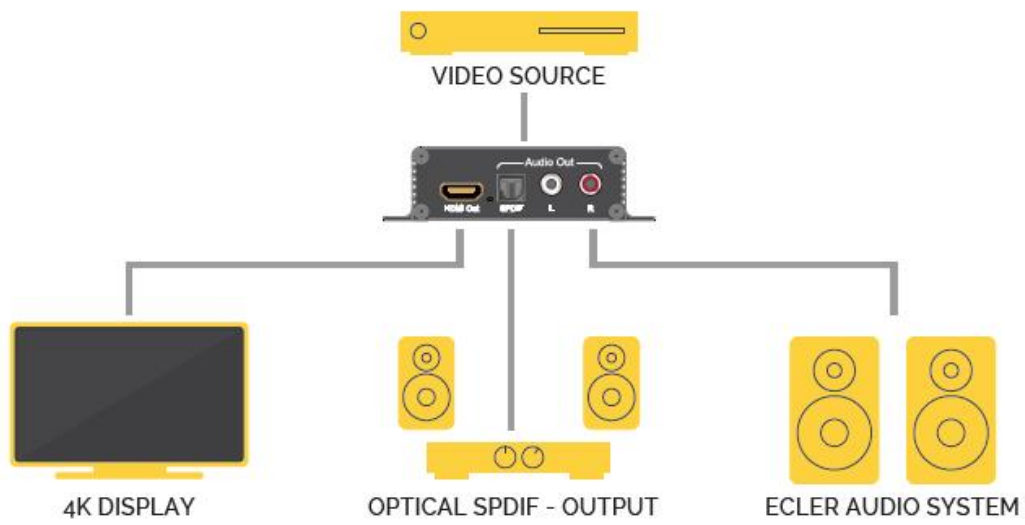 VIDEO SOURCE
Audio Out
HDMI Out SPDIF L R
4K DISPLAY
OPTICAL SPDIF - OUTPUT
ECLER AUDIO SYSTEM